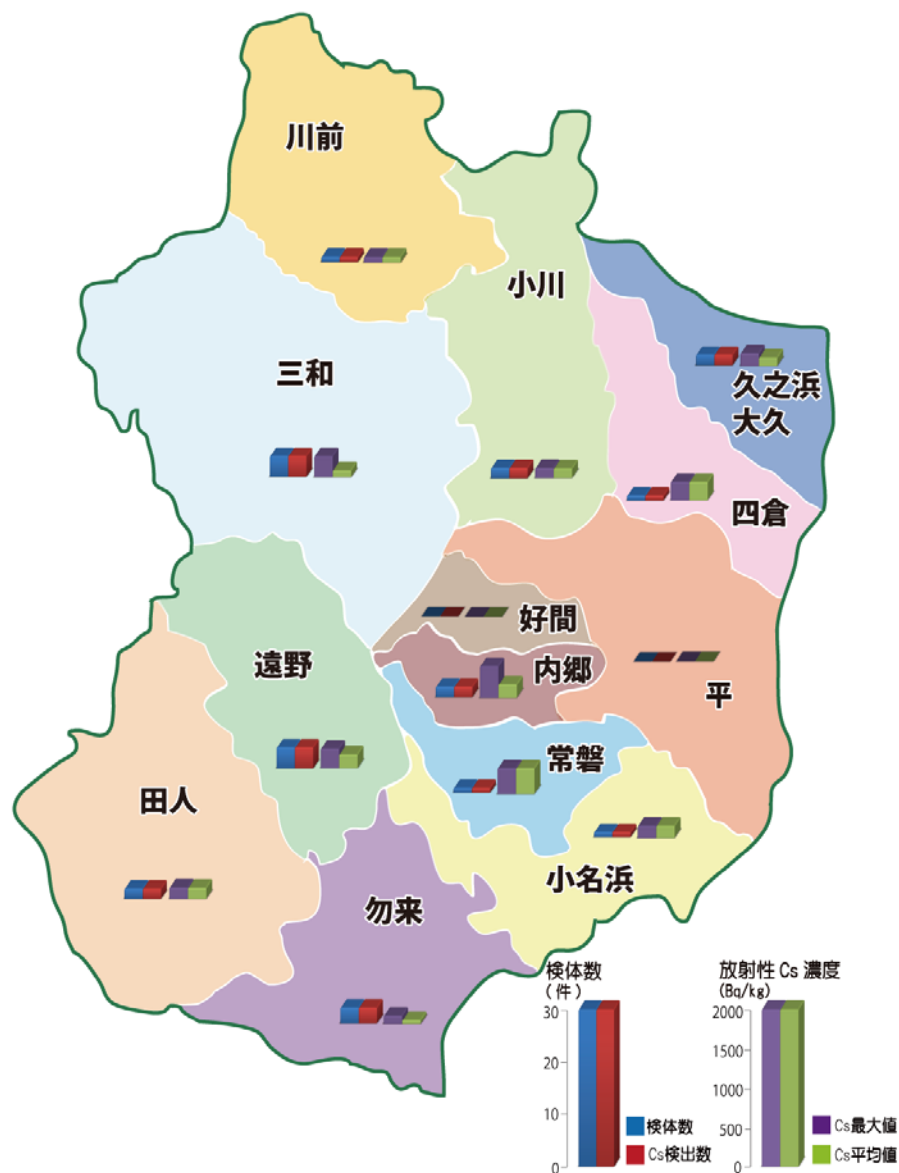 川前
小川
三和
久之浜
大久
四倉
好間
遠野
内郷
平
常磐
田人
小名浜
勿来
検体数
(件)
30
20
10
0
検体数
Cs検出数
放射性Cs濃度
(Bq/kg)
2000
1500
1000
500
0
Cs最大値
Cs平均値